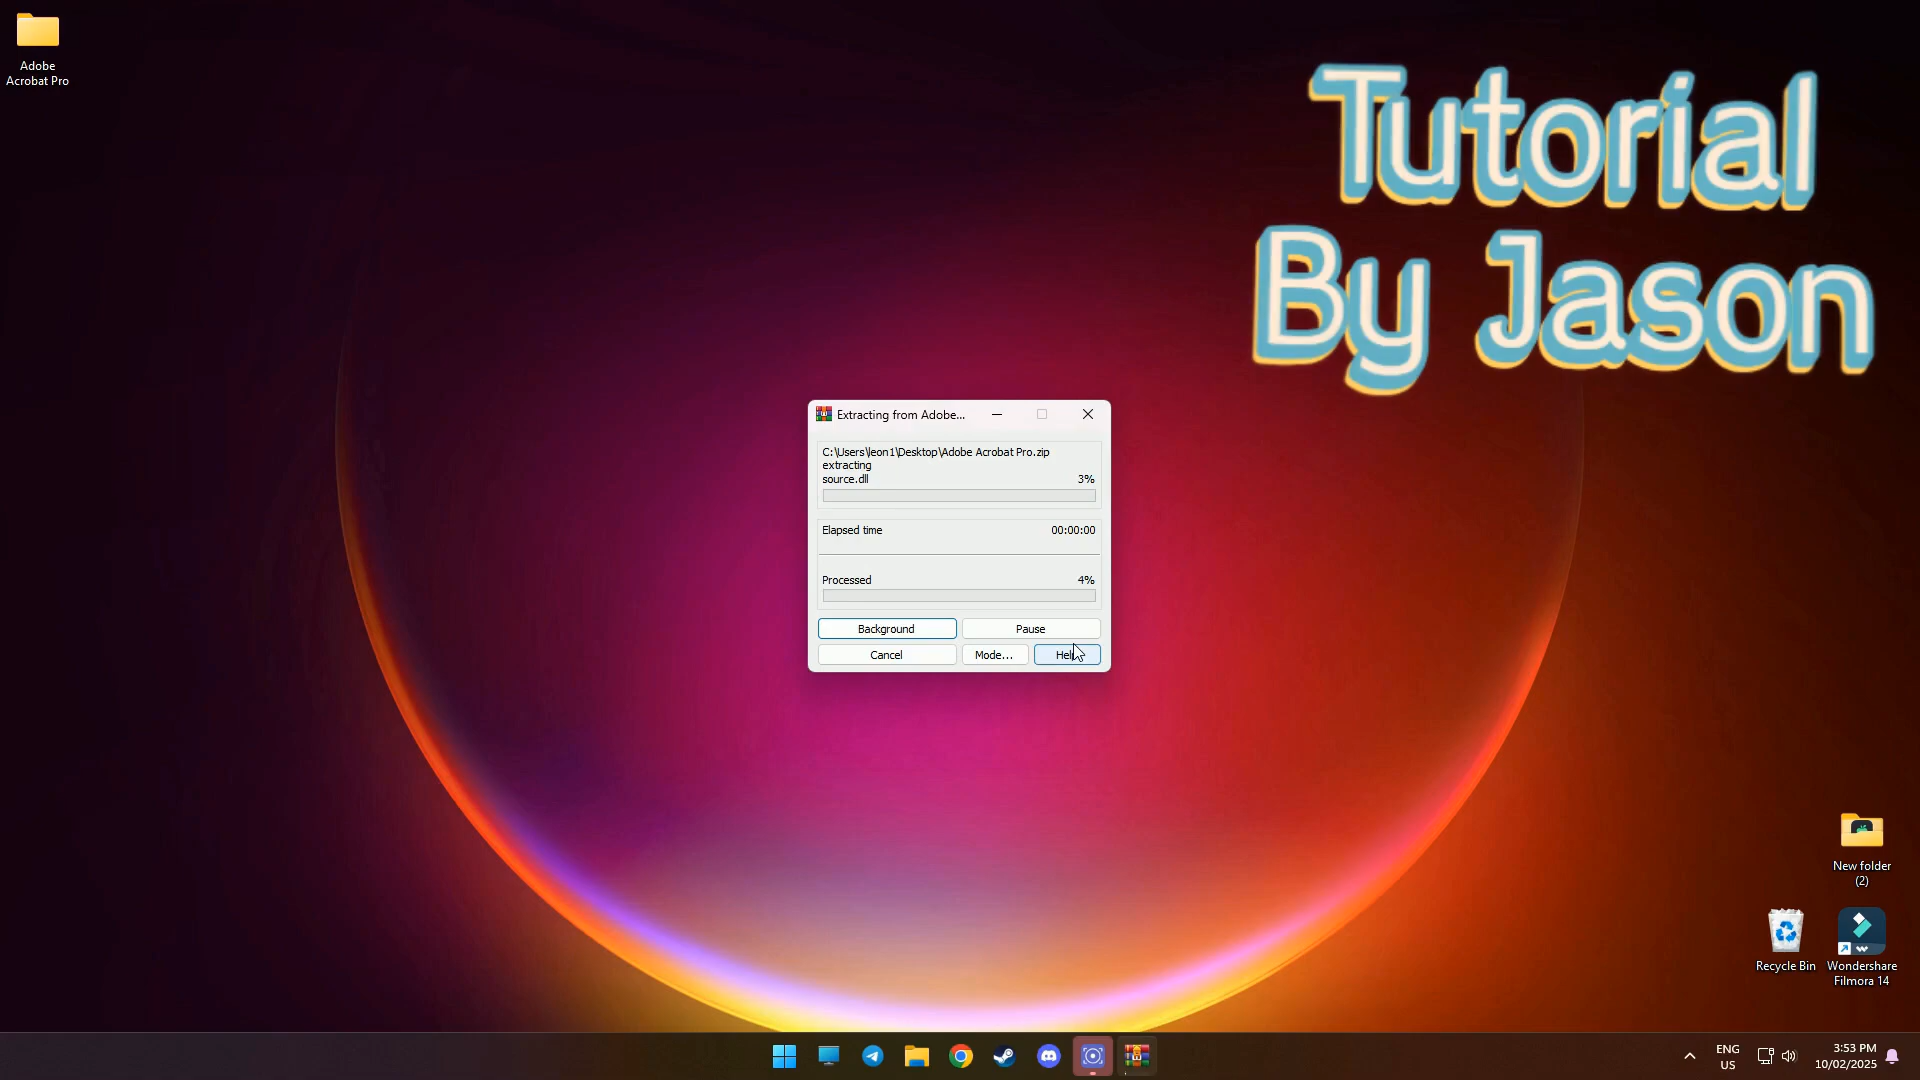 Adobe
Acrobat Pro
Tutorial
By Jason
Extracting from Adobe...
C:\Users\leon1\Desktop\Adobe Acrobat Pro.zip
extracting
source.dll 3%
Elapsed time 00:00:00
Processed 4%
Background Pause
Cancel Mode... Help
New folder
(2)
Recycle Bin
Wondershare
Filmora 14
ENG
US
3:53 PM
10/02/2025